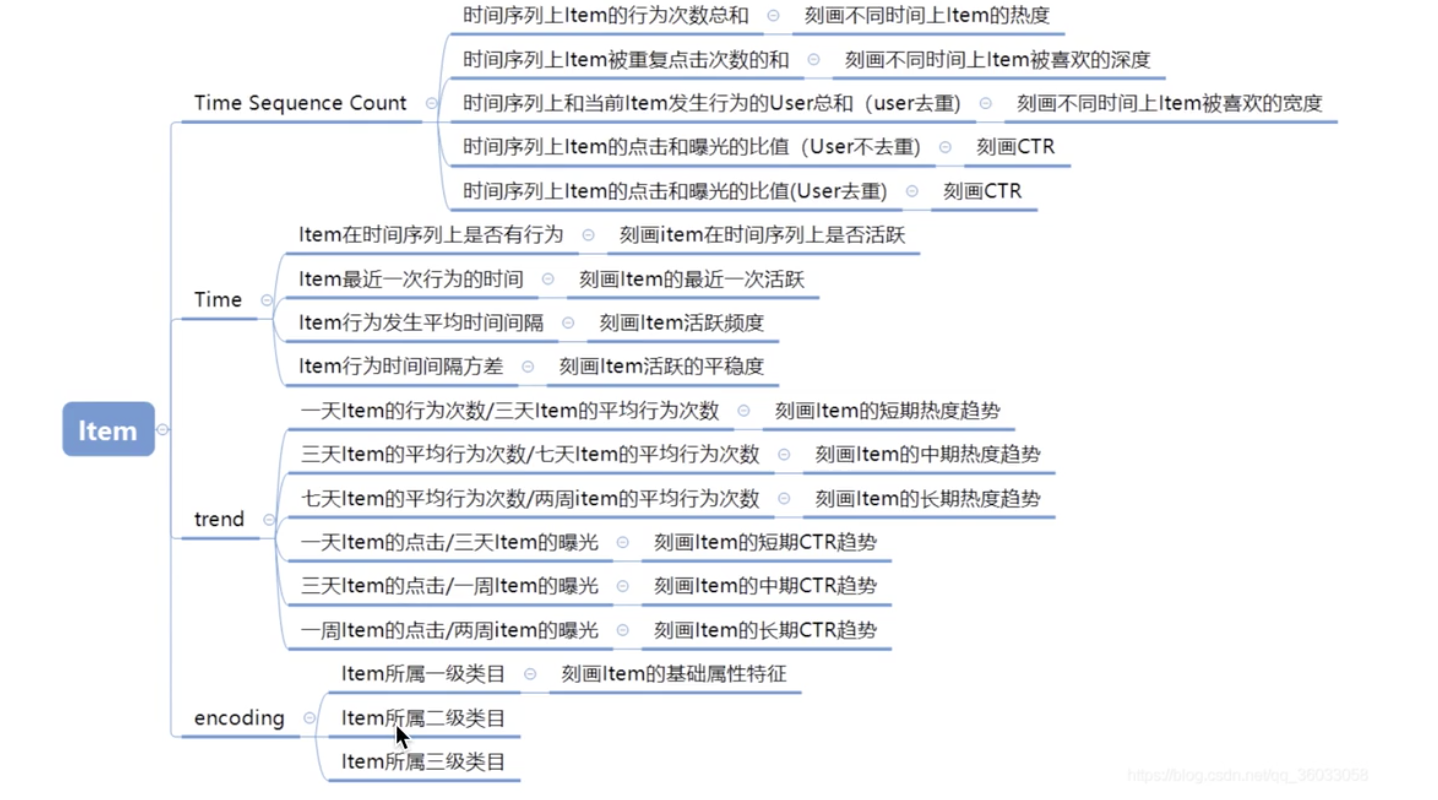 时间序列上Item的行为次数总和 刻画不同时间上Item的热度
时间序列上Item被重复点击次数的和 刻画不同时间上Item被喜欢的深度
Time Sequence Count 时间序列上和当前Item发生行为的User总和（user去重) 刻画不同时间上Item被喜欢的宽度
时间序列上Item的点击和曝光的比值（User不去重) 刻画CTR
时间序列上Item的点击和曝光的比值(User去重) 刻画CTR
Item在时间序列上是否有行为 刻画item在时间序列上是否活跃
Item最近一次行为的时间 刻画Item的最近一次活跃
Time
Item行为发生平均时间间隔 刻画Item活跃频度
Item行为时间间隔方差 刻画Item活跃的平稳度
一天Item的行为次数/三天Item的平均行为次数 刻画Item的短期热度趋势
Item
三天Item的平均行为次数/七天Item的平均行为次数 刻画Item的中期热度趋势
七天Item的平均行为次数/两周item的平均行为次数 刻画Item的长期热度趋势
trend
一天Item的点击/三天Item的曝光 刻画Item的短期CTR趋势
三天Item的点击/一周Item的曝光 刻画Item的中期CTR趋势
一周Item的点击/两周item的曝光 刻画Item的长期CTR趋势
Item所属一级类目 刻画Item的基础属性特征
encoding Item所属二级类目
Item所属三级类目
https://blog.csdn.net/qq_36033058